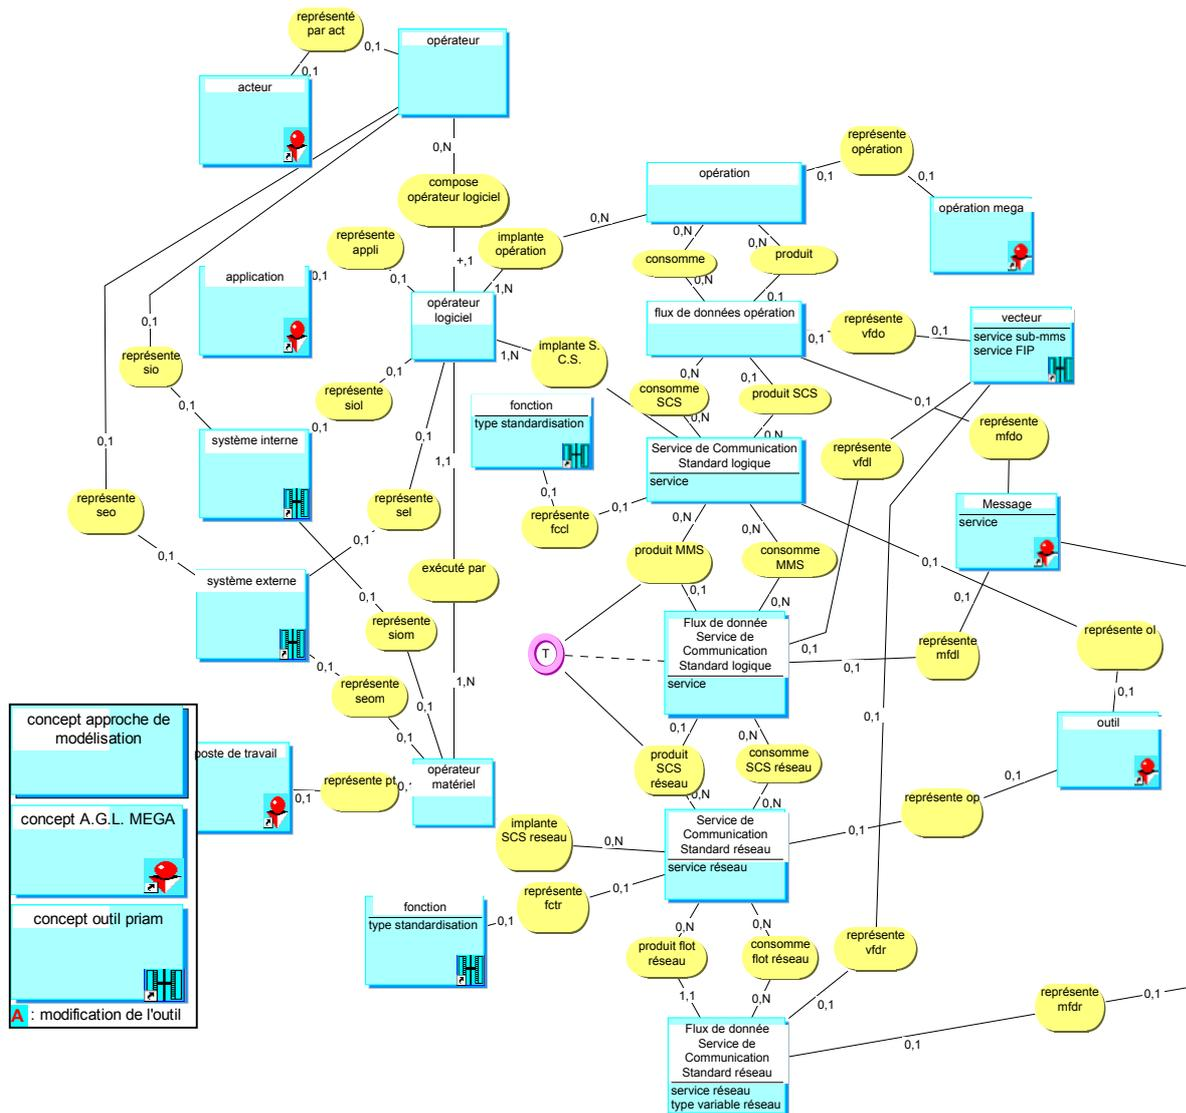 représenté
par act
0,1
opérateur
0,1
acteur
0,N
représente
opération
compose
opérateur logiciel
opération
0,1
0,1
opération mega
0,N
représente
appli
implante
opération
0,N
0,N
consomme
produit
+,1
application
0,1
0,1
1,N
0,N
0,1
opérateur
logiciel
flux de données opération
0,1
représente
vfdo
0,1
vecteur
service sub-mms
service FIP
0,1
représente
sio
1,N
implante S.
C.S.
0,1
0,N
0,1
consomme
SCS
produit SCS
0,1
0,1
représente
siol
fonction
type standardisation
0,N
0,N
représente
mfdo
0,1
système interne
0,1
0,1
1,1
Service de Communication
Standard logique
service
représente
vfdl
0,1
représente
seo
représente
sel
0,1
représente
fccl
0,1
Message
service
0,N
0,N
0,1
0,1
exécuté par
produit MMS
consomme
MMS
0,1
système externe
0,1
0,1
0,N
0,1
représente
siom
Flux de donnée
Service de
Communication
Standard logique
service
T
0,1
0,1
représente
mfdl
représente ol
0,1
représente
seom
1,N
0,1
0,1
0,1
0,1
0,N
outil
concept approche de
modélisation
poste de travail
0,1
représente pt
0,
opérateur
matériel
produit
SCS
réseau
consomme
SCS réseau
0,1
0,N
0,N
représente op
concept A.G.L. MEGA
implante
SCS reseau
0,N
Service de
Communication
Standard réseau
service réseau
0,1
représente
fctr
0,1
concept outil priam
fonction
type standardisation
0,1
0,N
0,N
produit flot
réseau
consomme
flot réseau
représente
vfdr
1,1
0,N
0,1
A : modification de l'outil
Flux de donnée
Service de
Communication
Standard réseau
service réseau
type variable réseau
0,1
représente
mfdr
0,1